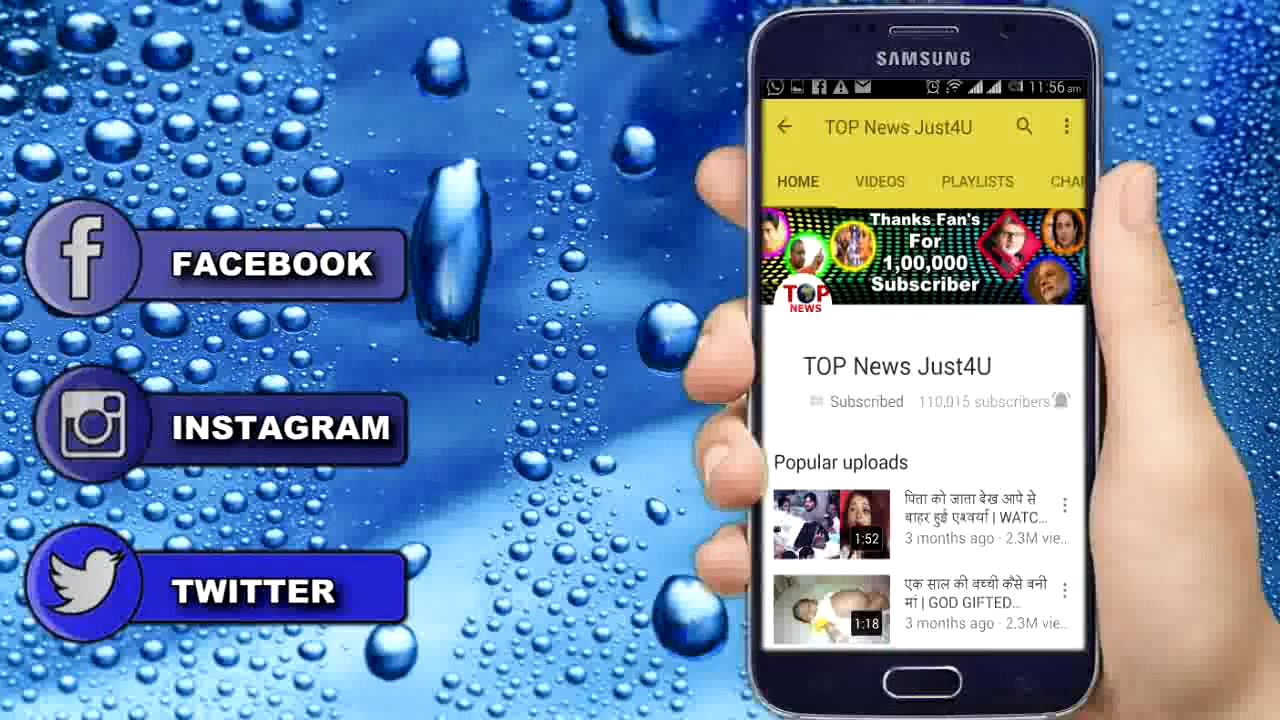 FACEBOOK
INSTAGRAM
TWITTER
SAMSUNG
11:56 am
TOP News Just4U
HOME VIDEOS PLAYLISTS CHA
Thanks Fan's
For
1,00,000
Subscriber
TOP
NEWS
TOP News Just4U
Subscribed 110,015 subscribers
Popular uploads
पिता को जाता देख आपे से
बाहर हुई एश्वर्या | WATC...
3 months ago · 2.3M vie...
1:52
एक साल की बच्ची कैसे बनी
मां | GOD GIFTED...
3 months ago · 2.3M vie...
1:18